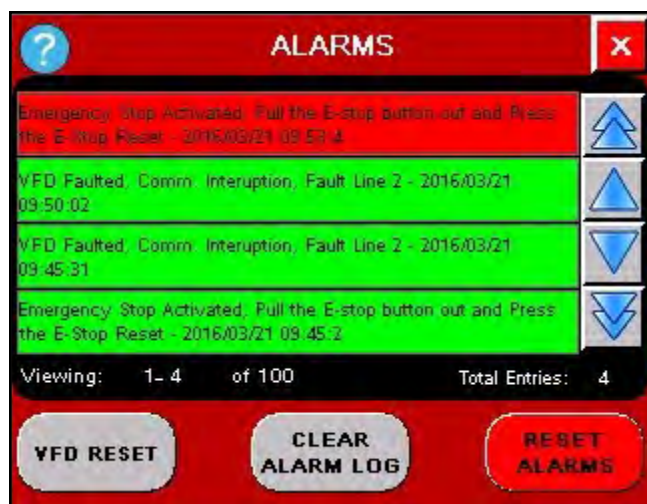 ?
ALARMS
X
Emergency Stop Activated, Pull the E-stop button out and Press
the E-Stop Reset - 2016/03/21 09:53:4
VFD Faulted, Comm. Interuption, Fault Line 2 - 2016/03/21
09:50:02
VFD Faulted, Comm. Interuption, Fault Line 2 - 2016/03/21
09:45:31
Emergency Stop Activated, Pull the E-stop button out and Press
the E-Stop Reset - 2016/03/21 09:45:2
Viewing: 1- 4 of 100 Total Entries: 4
VFD RESET
CLEAR
ALARM LOG
RESET
ALARMS